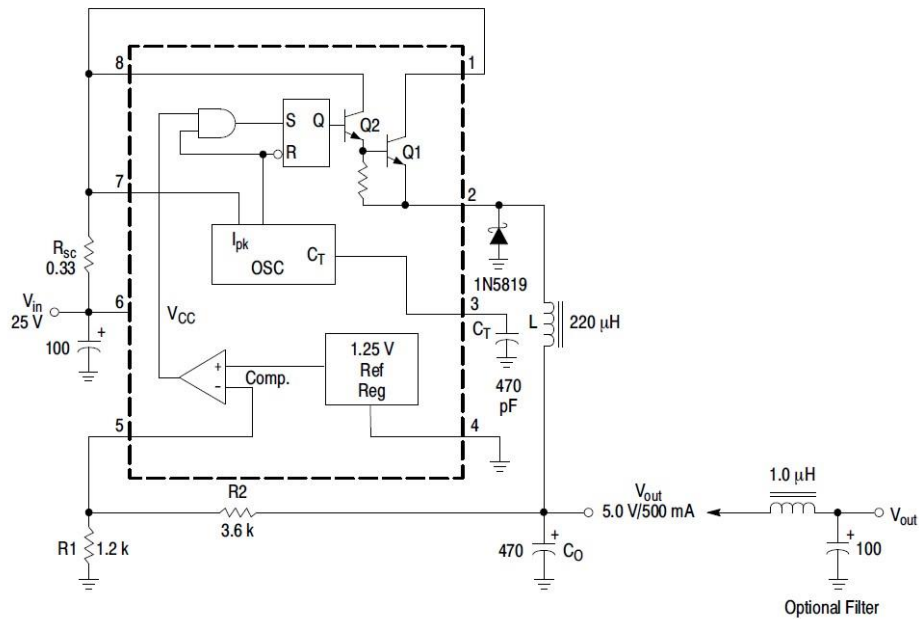 8
1
S
Q
Q2
R
Q1
7
2
Ipk
CT
OSC
Rsc
0.33
1N5819
Vin
25 V
6
VCC
3
CT
L
220 μH
100
+
470
pF
+
Comp.
–
1.25 V
Ref
Reg
5
4
R2
3.6 k
R1
1.2 k
Vout
5.0 V/500 mA
1.0 μH
Vout
470
+
CO
+
100
Optional Filter